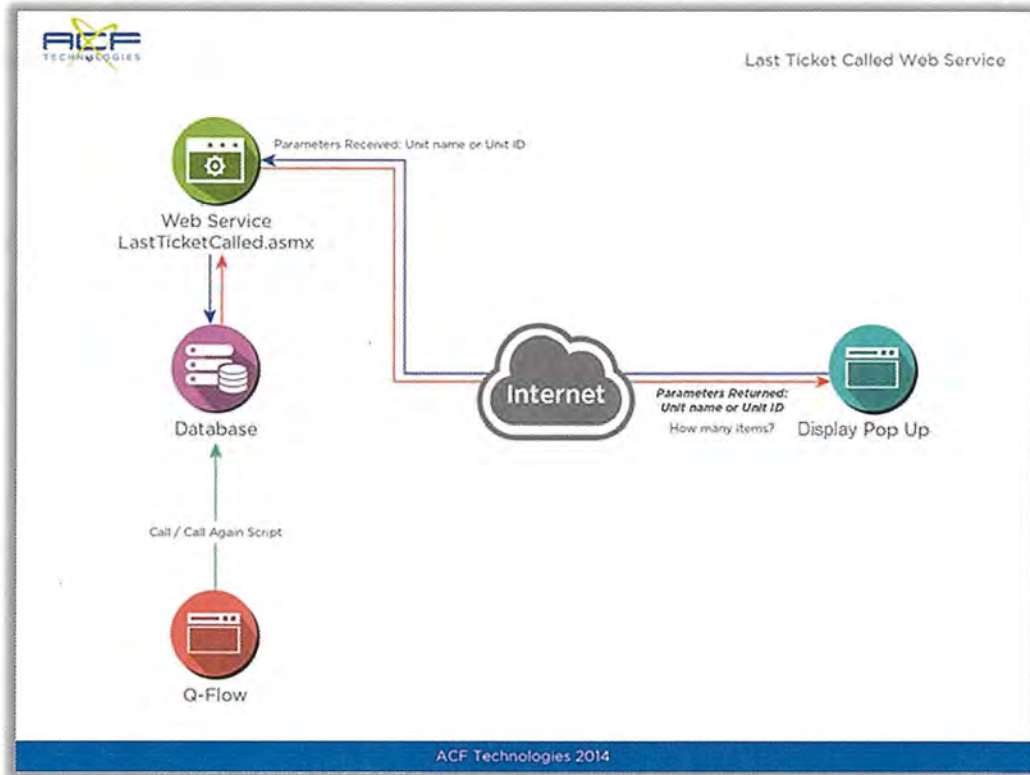 ACF
TECHNOLOGIES
Last Ticket Called Web Service
Parameters Received: Unit name or Unit ID
Web Service
LastTicketCalled.asmx
Internet
Parameters Returned:
Unit name or Unit ID
How many items?
Display Pop Up
Database
Call / Call Again Script
Q-Flow
ACF Technologies 2014